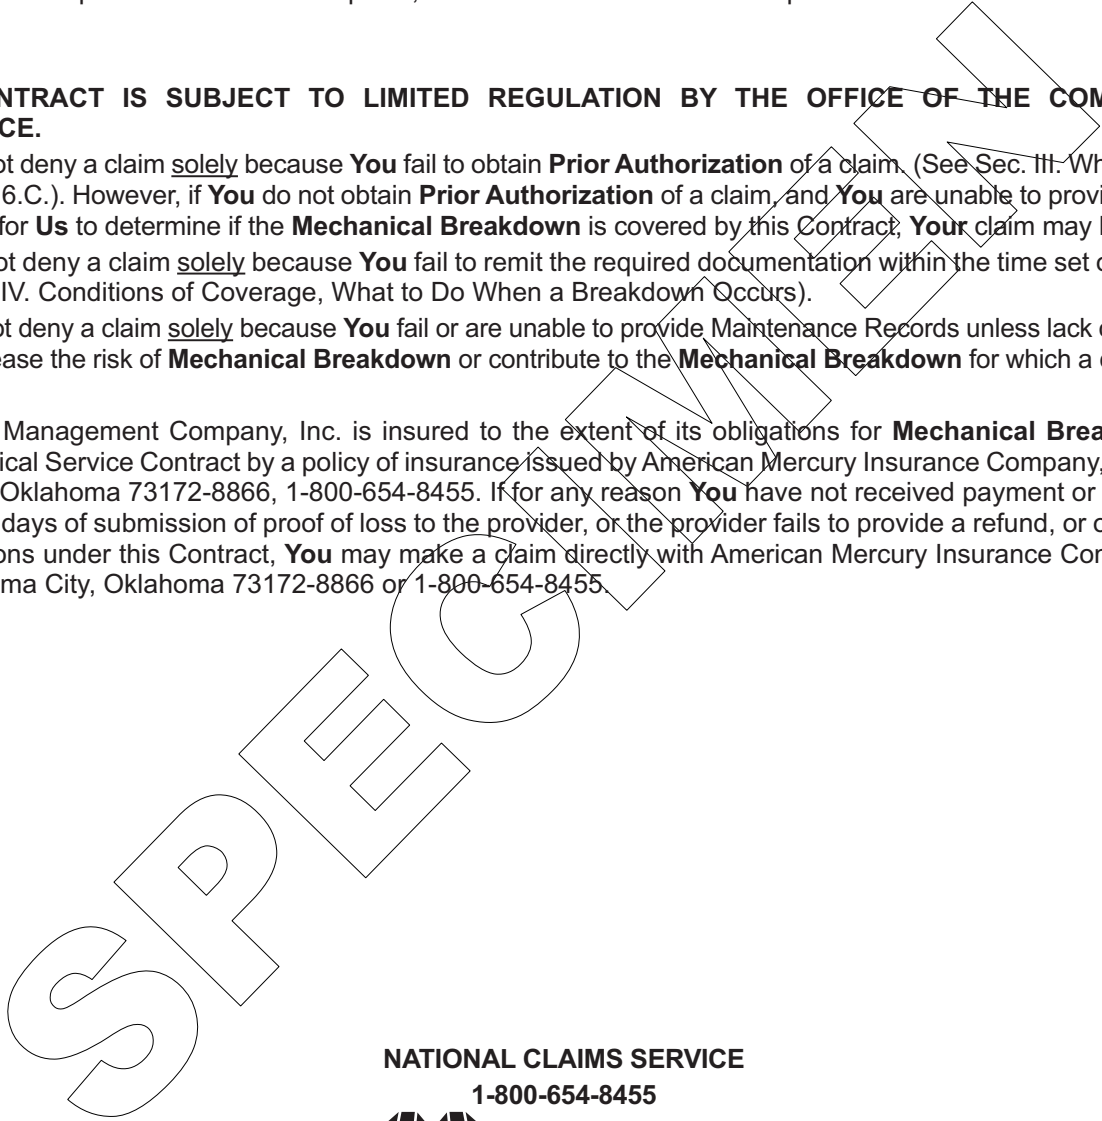 NTRACT IS SUBJECT TO LIMITED REGULATION BY THE OFFICE OF THE COM
CE.
ot deny a claim solely because You fail to obtain Prior Authorization of a claim. (See Sec. III. Wh
6.C.). However, if You do not obtain Prior Authorization of a claim, and You are unable to provi
for Us to determine if the Mechanical Breakdown is covered by this Contract, Your claim may
ot deny a claim solely because You fail to remit the required documentation within the time set
IV. Conditions of Coverage, What to Do When a Breakdown Occurs).
ot deny a claim solely because You fail or are unable to provide Maintenance Records unless lack
ease the risk of Mechanical Breakdown or contribute to the Mechanical Breakdown for which a
Management Company, Inc. is insured to the extent of its obligations for Mechanical Brea
ical Service Contract by a policy of insurance issued by American Mercury Insurance Company,
Oklahoma 73172-8866, 1-800-654-8455. If for any reason You have not received payment or
days of submission of proof of loss to the provider, or the provider fails to provide a refund, or
ons under this Contract, You may make a claim directly with American Mercury Insurance Com
ma City, Oklahoma 73172-8866 or 1-800-654-8455.
SPECIMEN
NATIONAL CLAIMS SERVICE
1-800-654-8455